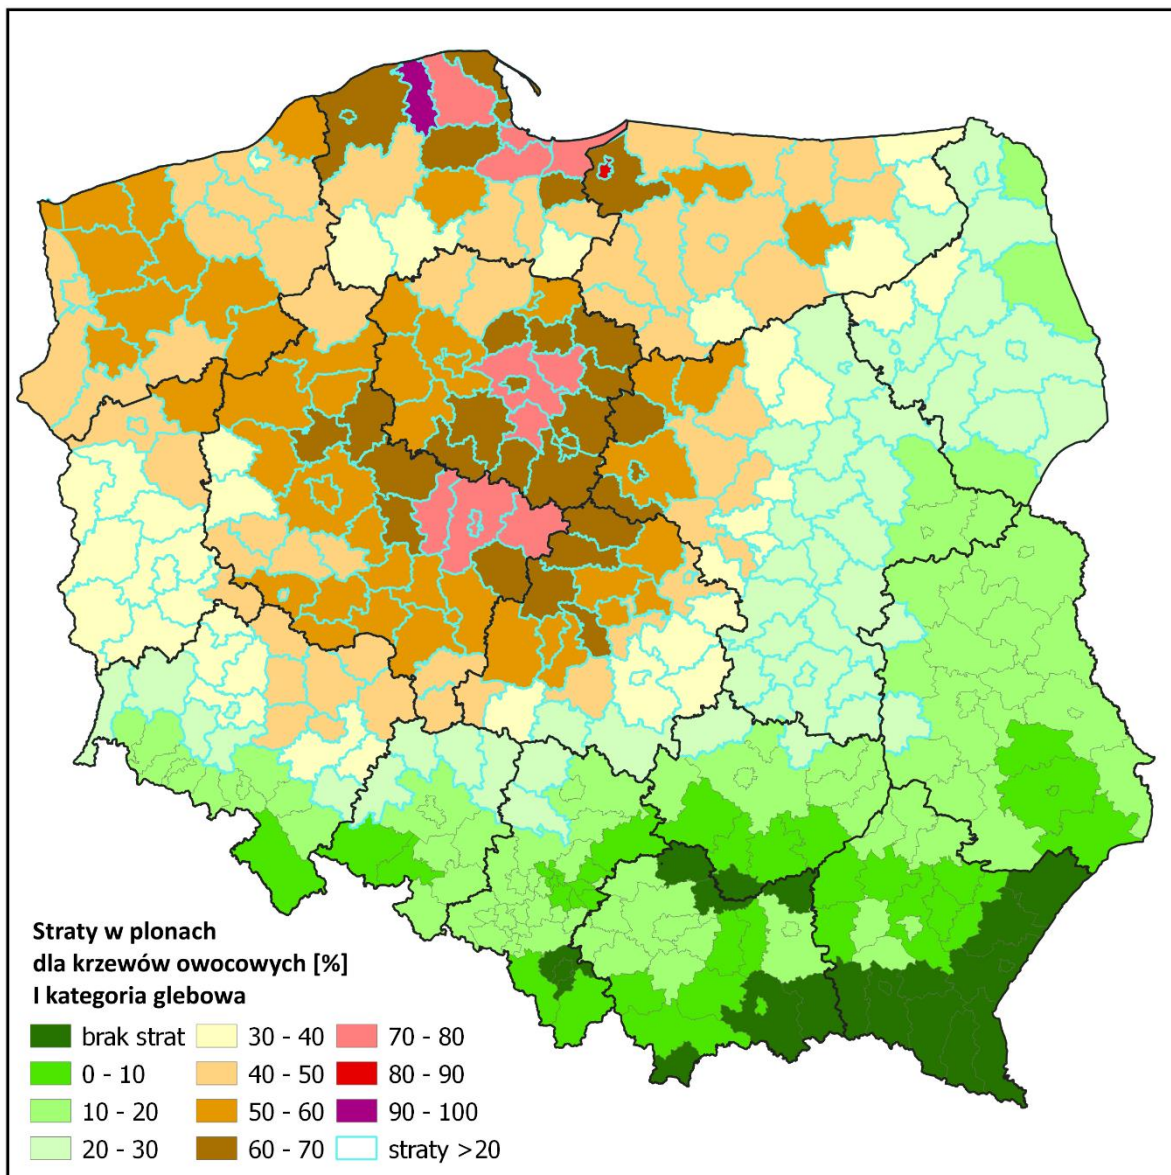 Straty w plonach
dla krzewów owocowych [%]
I kategoria glebowa
brak strat
0 - 10
10 - 20
20 - 30
30 - 40
40 - 50
50 - 60
60 - 70
70 - 80
80 - 90
90 - 100
straty >20